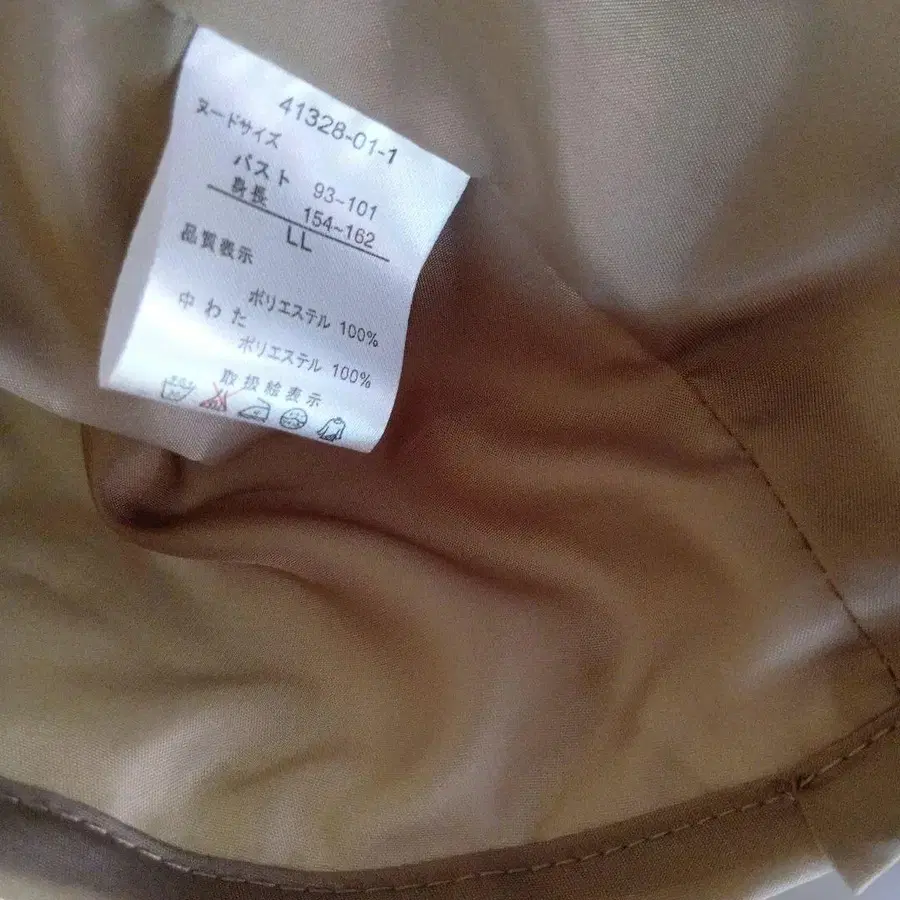 41328-01-1
ヌードサイズ
バスト 93~101
身長 154~162
LL
品質表示
ポリエステル 100%
中わた
ポリエステル 100%
取扱絵表示